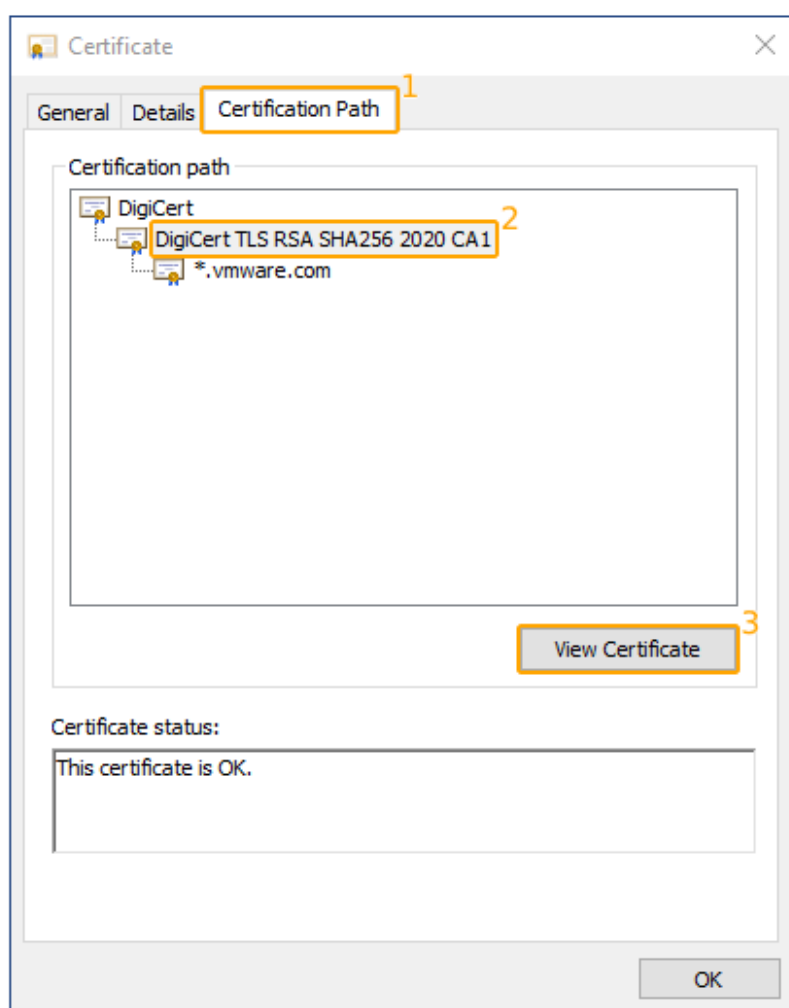 Certificate
1
General Details Certification Path
Certification path
DigiCert
2
DigiCert TLS RSA SHA256 2020 CA1
*.vmware.com
3
View Certificate
Certificate status:
This certificate is OK.
OK